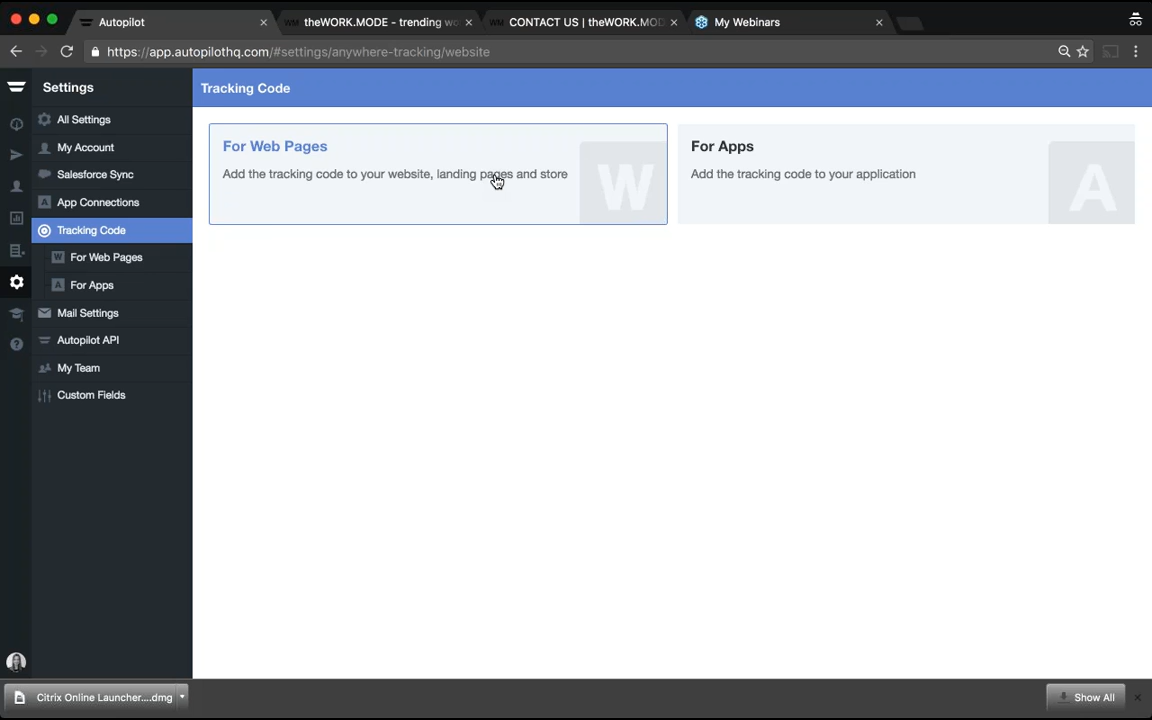 Autopilot
theWORK.MODE - trending wo
CONTACT US | theWORK.MOD
My Webinars
https://app.autopilothq.com/#settings/anywhere-tracking/website
Settings
Tracking Code
All Settings
My Account
Salesforce Sync
App Connections
Tracking Code
W For Web Pages
A For Apps
Mail Settings
Autopilot API
My Team
Custom Fields
For Web Pages
Add the tracking code to your website, landing pages and store
W
For Apps
Add the tracking code to your application
A
Citrix Online Launcher....dmg
Show All